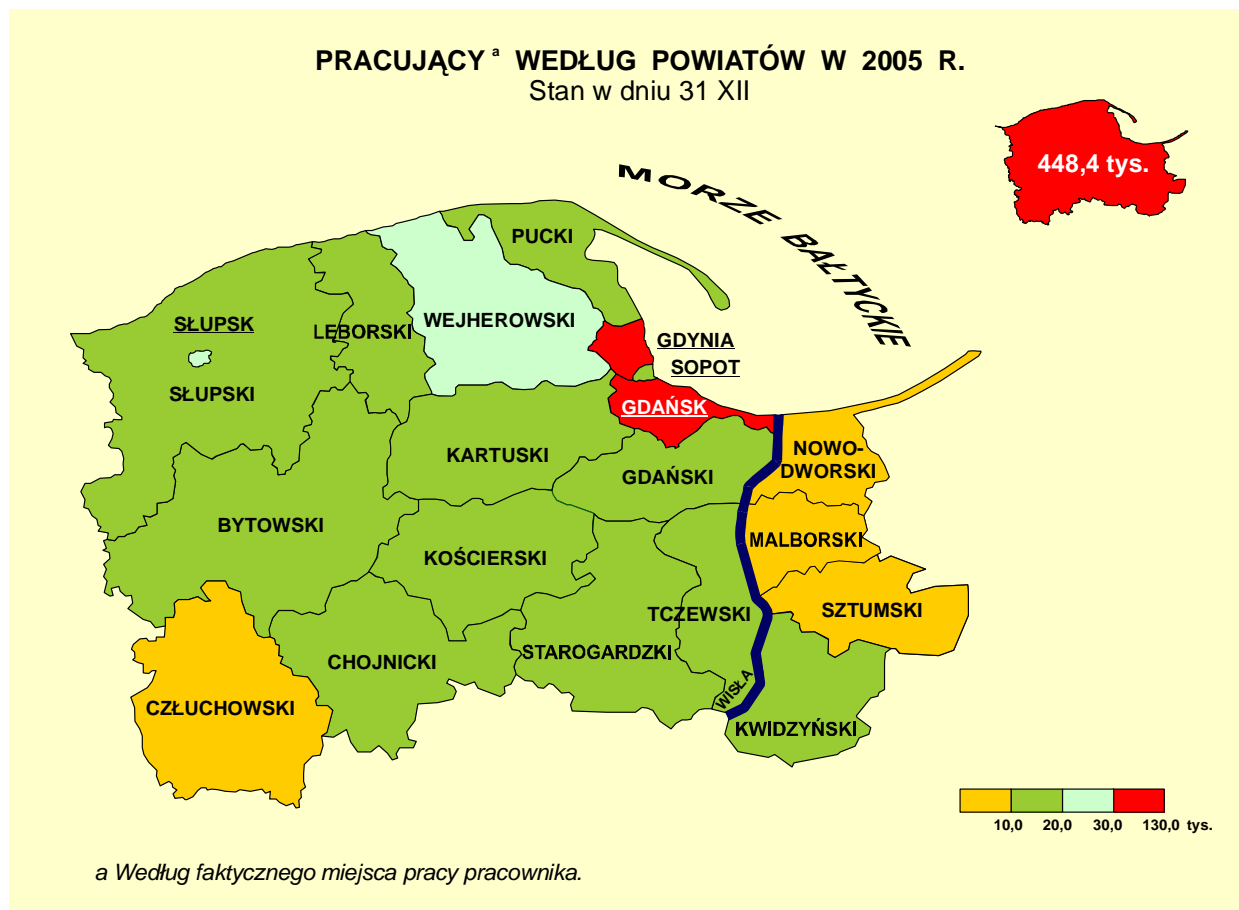 PRACUJĄCY a WEDŁUG POWIATÓW W 2005 R.
Stan w dniu 31 XII
448,4 tys.
MORZE BAŁTYCKIE
PUCKI
SŁUPSK
LĘBORSKI
WEJHEROWSKI
GDYNIA
SOPOT
SŁUPSKI
GDAŃSK
KARTUSKI
GDAŃSKI
NOWO-
DWORSKI
BYTOWSKI
KOŚCIERSKI
MALBORSKI
TCZEWSKI
SZTUMSKI
CHOJNICKI
STAROGARDZKI
WISŁA
CZŁUCHOWSKI
KWIDZYŃSKI
10,0 20,0 30,0 130,0 tys.
a Według faktycznego miejsca pracy pracownika.